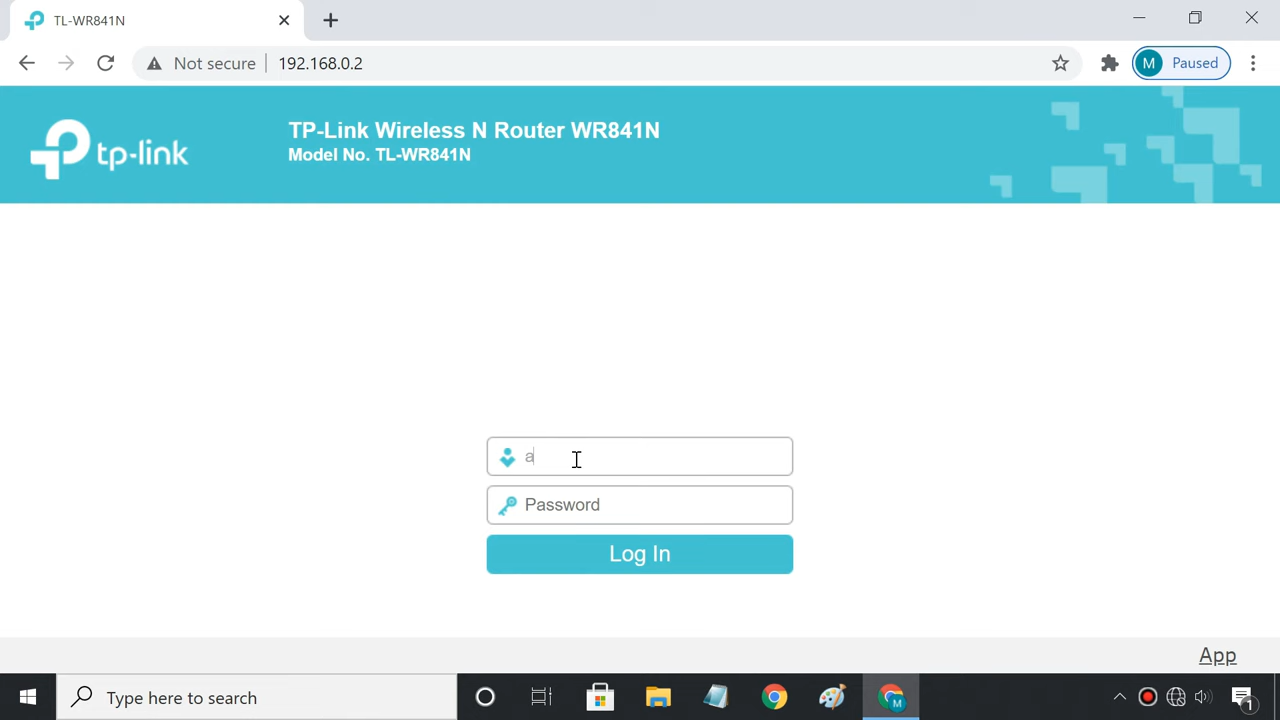 TL-WR841N
Not secure
192.168.0.2
M
Paused
tp-link
TP-Link Wireless N Router WR841N
Model No. TL-WR841N
a
Password
Log In
App
Type here to search
M
1